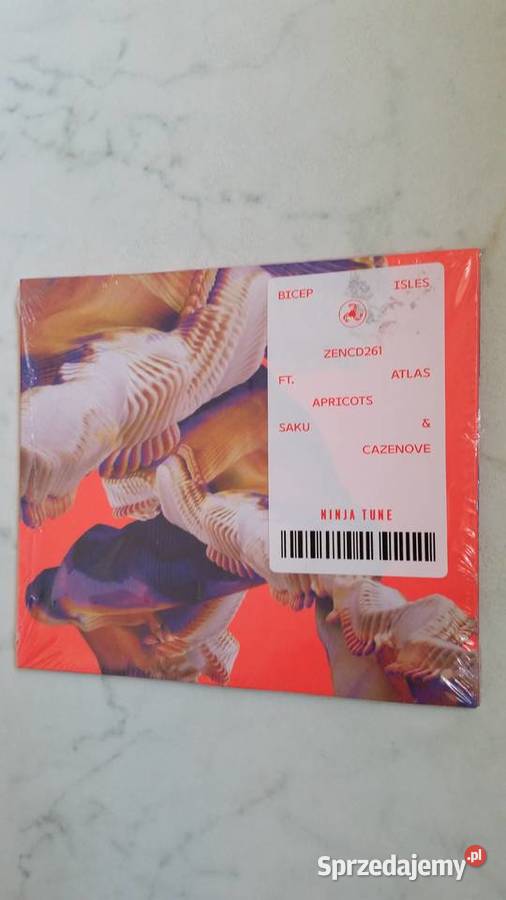 BICEP ISLES
ZENCD261
FT. ATLAS
APRICOTS
SAKU &
CAZENOVE
NINJA TUNE
Sprzedajemy.pl